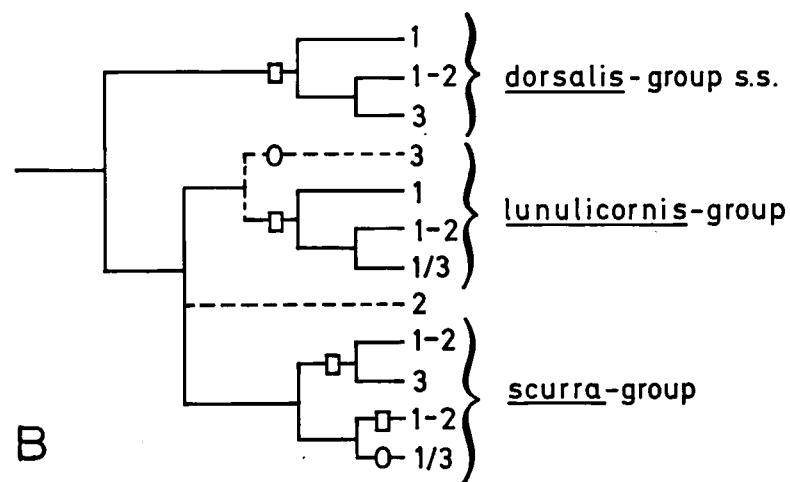 1
1-2 dorsalis-group s.s.
3
3
1
1-2 lunulicornis-group
1/3
2
1-2
3 scurra-group
1-2
1/3
B